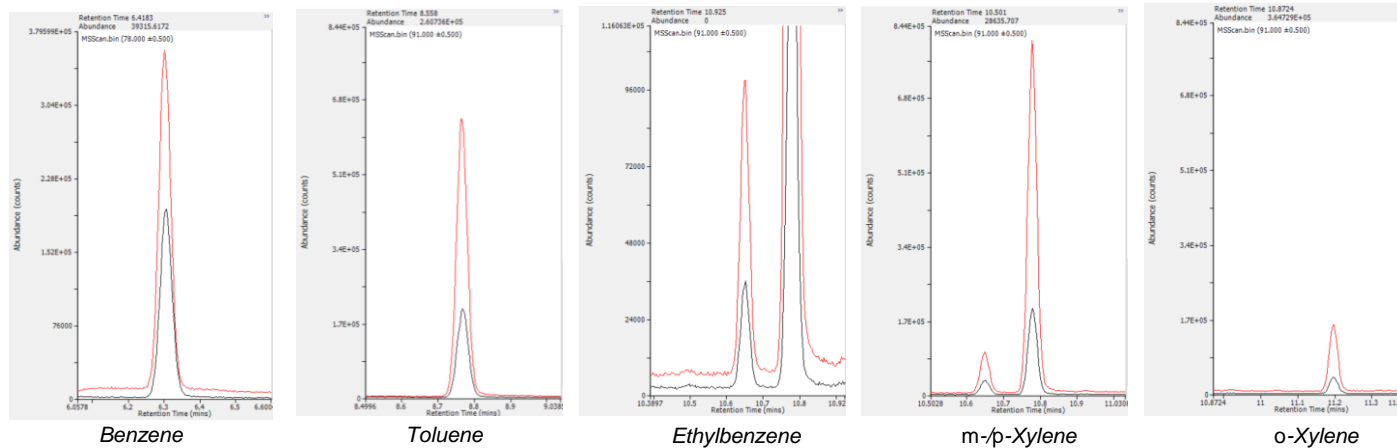 Retention Time 6.4183
Abundance 39315.6172
3.79599E+05
MSScan.bin (78.000 ±0.500)
3.04E+05
2.28E+05
1.52E+05
76000
0
Abundance (counts)
6.0578 6.2 6.3 6.4 6.5 6.600
Retention Time (mins)
Benzene
Retention Time 8.558
Abundance 2.60736E+05
8.44E+05
MSScan.bin (91.000 ±0.500)
6.8E+05
5.1E+05
3.4E+05
1.7E+05
0
Abundance (counts)
8.4996 8.6 8.7 8.8 8.9 9.0385
Retention Time (mins)
Toluene
Retention Time 10.925
Abundance 0
1.16063E+05
MSScan.bin (91.000 ±0.500)
96000
72000
48000
24000
0
Abundance (counts)
10.3897 10.5 10.6 10.7 10.8 10.92
Retention Time (mins)
Ethylbenzene
Retention Time 10.501
Abundance 28635.707
8.44E+05
MSScan.bin (91.000 ±0.500)
6.8E+05
5.1E+05
3.4E+05
1.7E+05
0
Abundance (counts)
10.5028 10.6 10.7 10.8 10.9 11.0308
Retention Time (mins)
m-/p-Xylene
Retention Time 10.8724
Abundance 3.64729E+05
8.44E+05
MSScan.bin (91.000 ±0.500)
6.8E+05
5.1E+05
3.4E+05
1.7E+05
0
Abundance (counts)
10.8724 11 11.1 11.2 11.3
Retention Time (mins)
o-Xylene